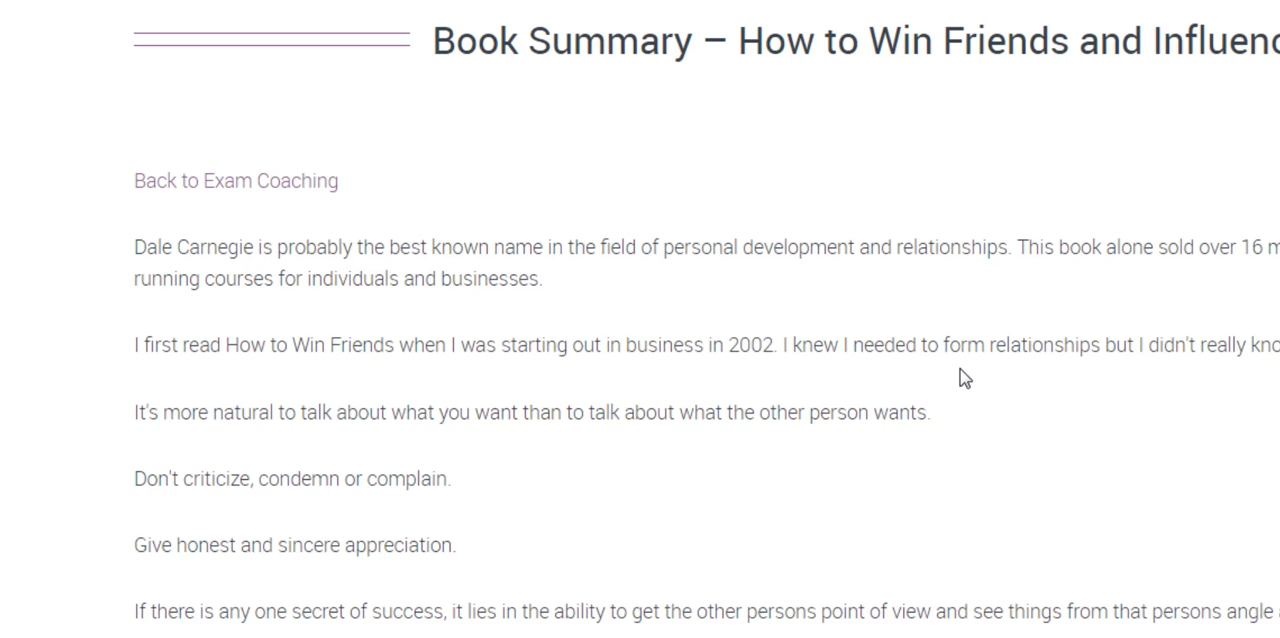 Book Summary – How to Win Friends and
Back to Exam Coaching
Dale Carnegie is probably the best known name in the field of personal development and relationships. This book alone sold over 16
running courses for individuals and businesses.
I first read How to Win Friends when I was starting out in business in 2002. I knew I needed to form relationships but I didn't really
It's more natural to talk about what you want than to talk about what the other person wants.
Don't criticize, condemn or complain.
Give honest and sincere appreciation.
If there is any one secret of success, it lies in the ability to get the other persons point of view and see things from that persons angle